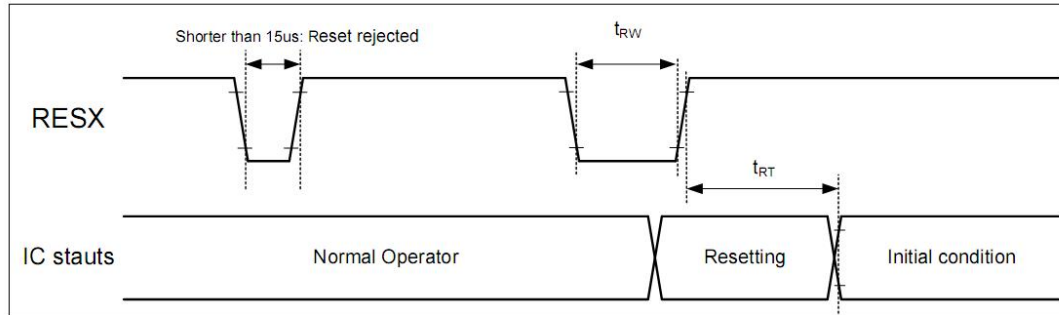 Shorter than 15us: Reset rejected
tRW
RESX
tRT
IC stauts
Normal Operator
Resetting
Initial condition